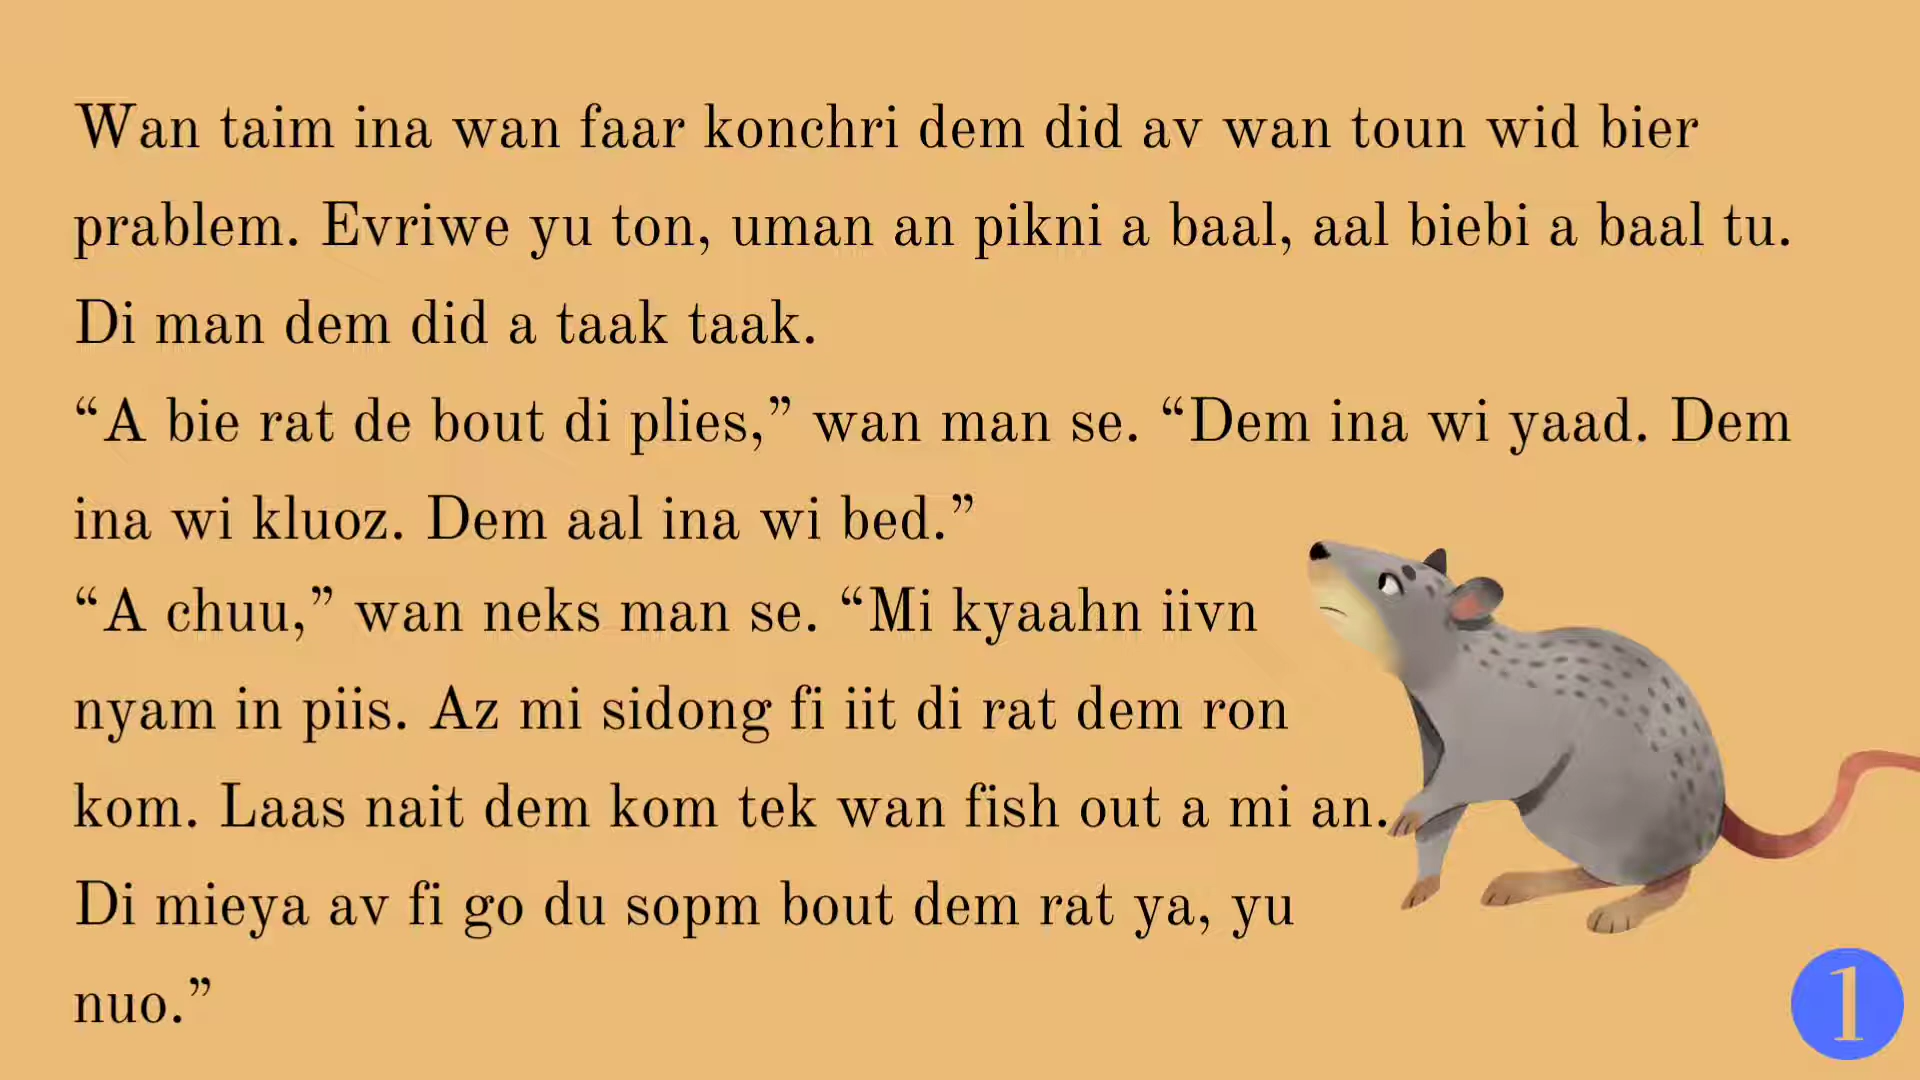 Wan taim ina wan faar konchri dem did av wan toun wid bier
prablem. Evriwe yu ton, uman an pikni a baal, aal biebi a baal tu.
Di man dem did a taak taak.
“A bie rat de bout di plies,” wan man se. “Dem ina wi yaad. Dem
ina wi kluoz. Dem aal ina wi bed.”
“A chuu,” wan neks man se. “Mi kyaahn iivn
nyam in piis. Az mi sidong fi iit di rat dem ron
kom. Laas nait dem kom tek wan fish out a mi an.
Di mieya av fi go du sopm bout dem rat ya, yu
nuo.”
1